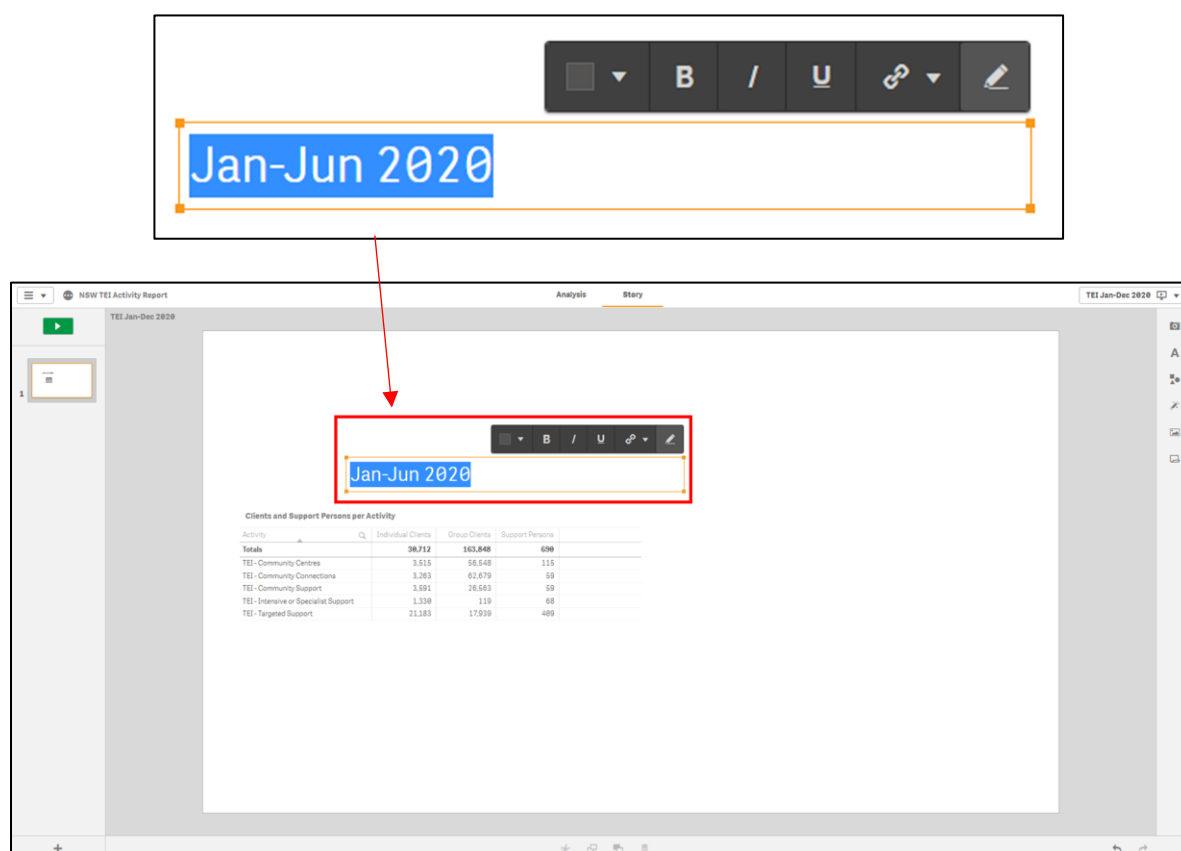 B I U
Jan-Jun 2020
NSW TEI Activity Report Analysis Story TEI Jan-Dec 2020
TEI Jan-Dec 2020
1
A
B I U
Jan-Jun 2020
Clients and Support Persons per Activity
Activity Individual Clients Group Clients Support Persons
Totals 30,712 163,848 690
TEI - Community Centres 3,515 56,548 115
TEI - Community Connections 3,263 62,679 59
TEI - Community Support 3,591 26,563 59
TEI - Intensive or Specialist Support 1,330 119 68
TEI - Targeted Support 21,183 17,939 409